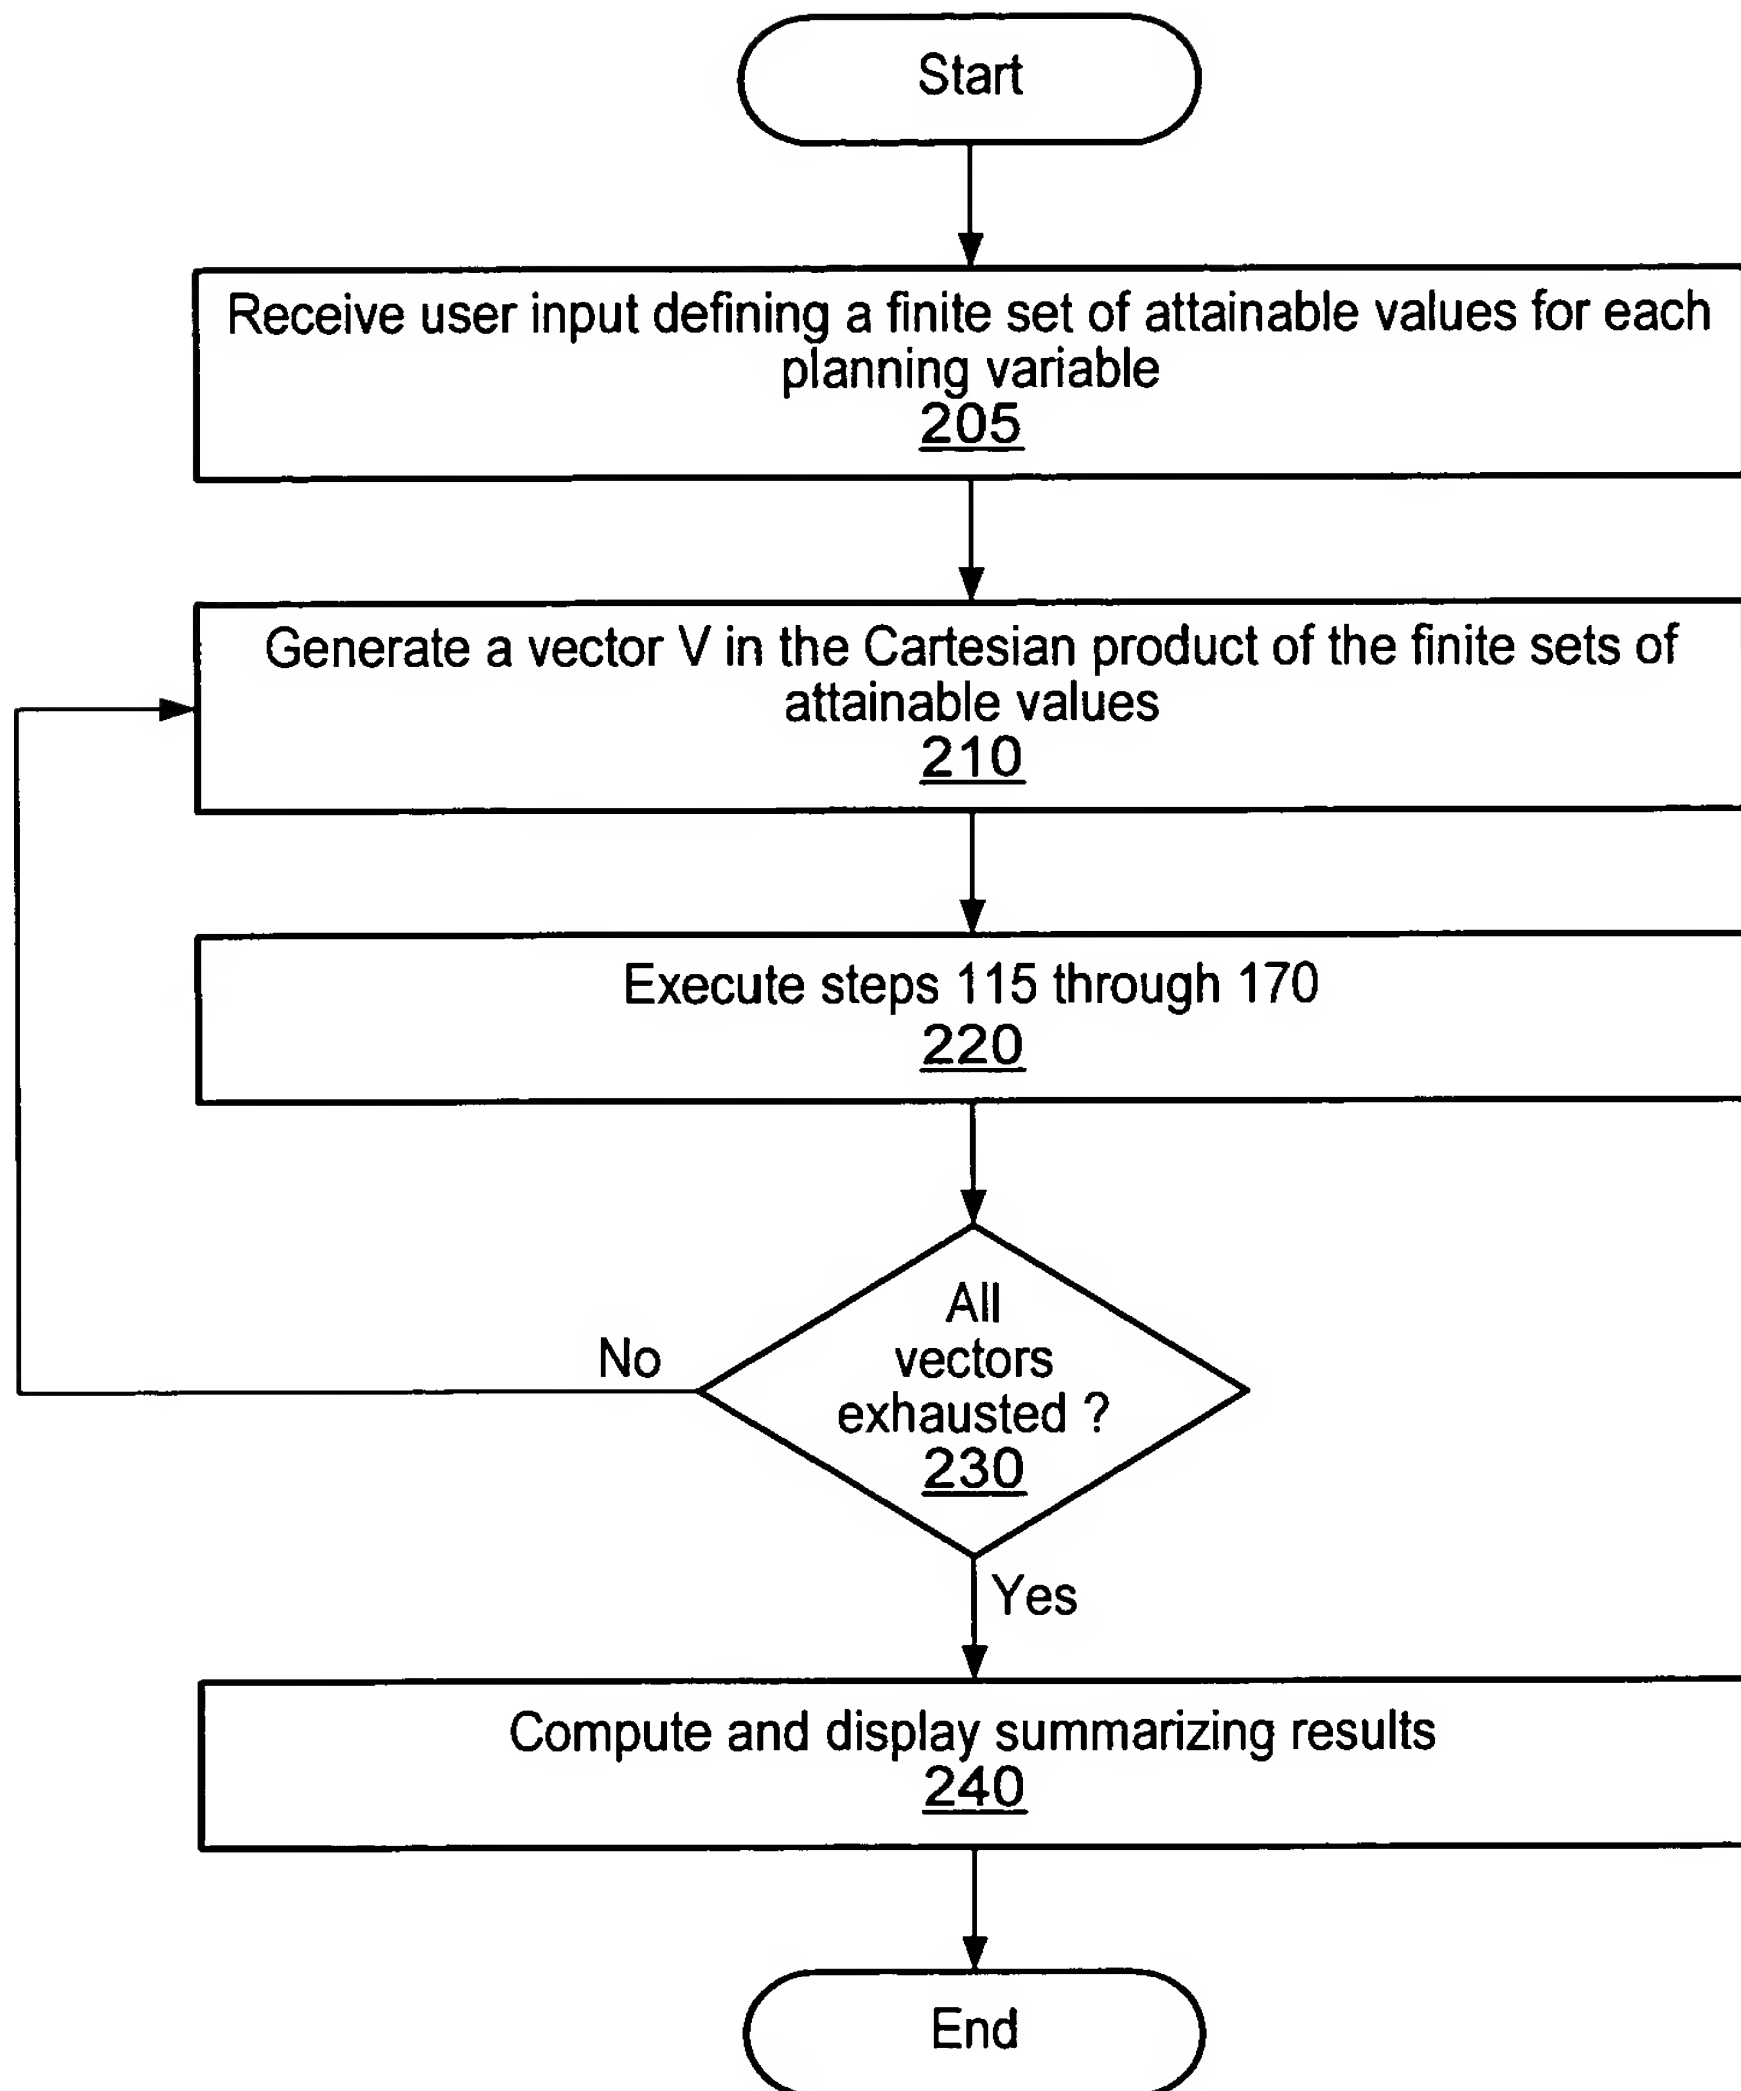 Start
Receive user input defining a finite set of attainable values for each
planning variable
205
Generate a vector V in the Cartesian product of the finite sets of
attainable values
210
Execute steps 115 through 170
220
All
vectors
exhausted ?
230
No
Yes
Compute and display summarizing results
240
End